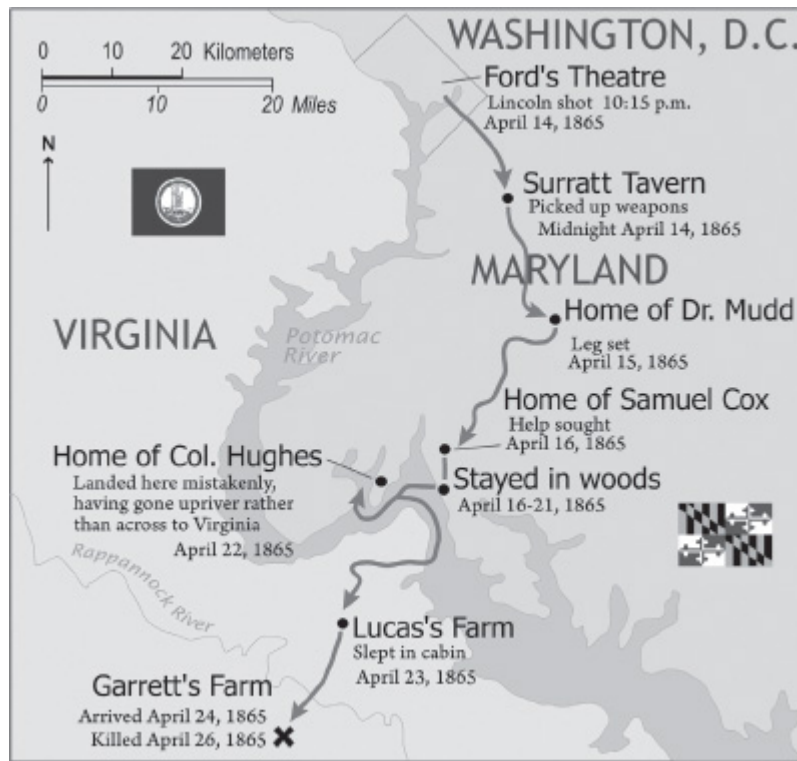 WASHINGTON, D.C.
0 10 20 Kilometers
0 10 20 Miles
N
Ford's Theatre
Lincoln shot 10:15 p.m.
April 14, 1865
Surratt Tavern
Picked up weapons
Midnight April 14, 1865
MARYLAND
VIRGINIA
Potomac
River
Home of Dr. Mudd
Leg set
April 15, 1865
Home of Samuel Cox
Help sought
April 16, 1865
Home of Col. Hughes
Landed here mistakenly,
having gone upriver rather
than across to Virginia
April 22, 1865
Stayed in woods
April 16-21, 1865
Rappannock River
Lucas's Farm
Slept in cabin
April 23, 1865
Garrett's Farm
Arrived April 24, 1865
Killed April 26, 1865